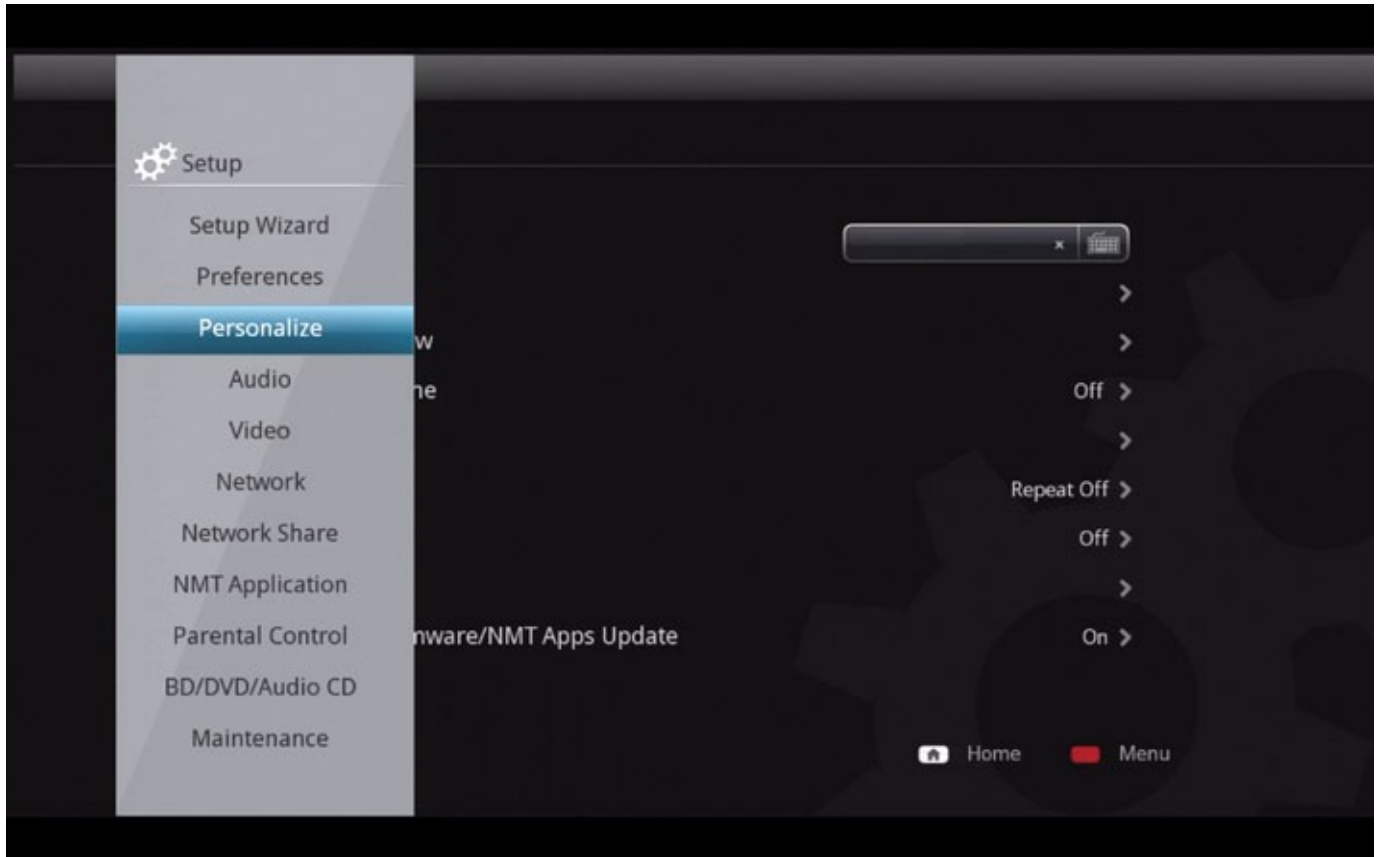 Setup
Setup Wizard
Preferences
Personalize
w
Audio
ne Off
Video
Network
Repeat Off
Network Share
Off
NMT Application
Parental Control
mware/NMT Apps Update On
BD/DVD/Audio CD
Maintenance
Home Menu